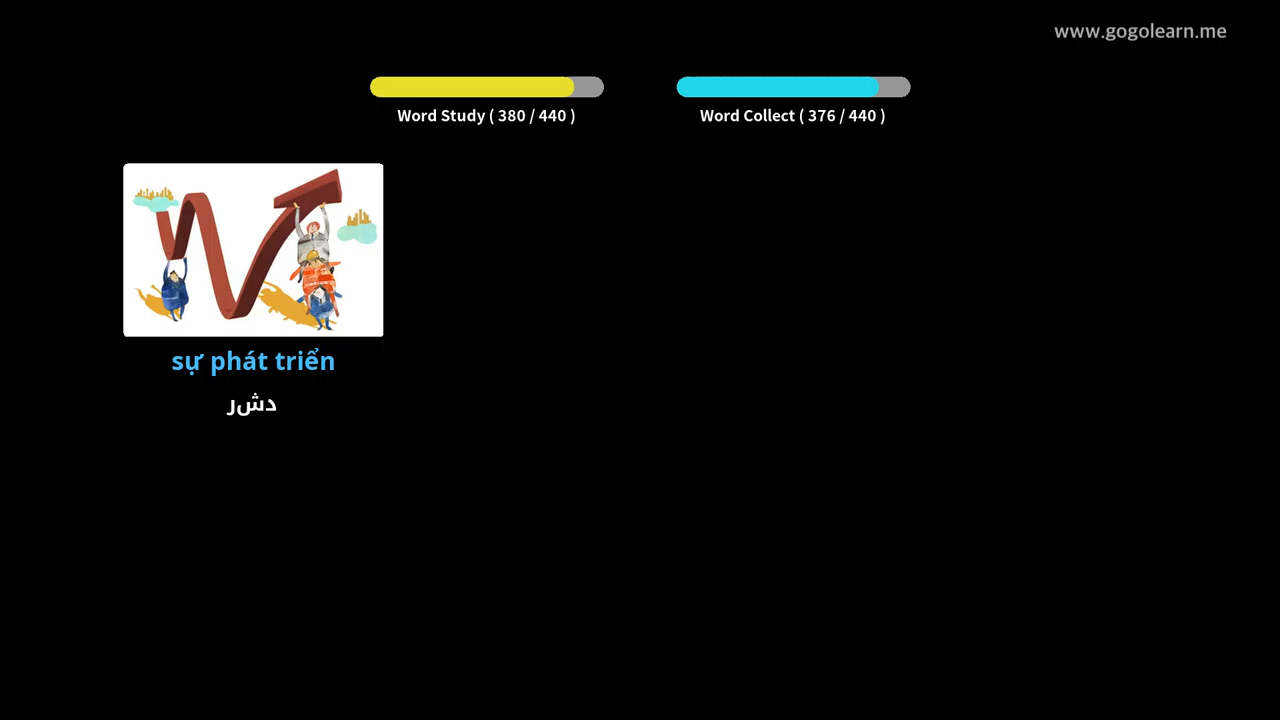 www.gogolearn.me
Word Study ( 380 / 440 )
Word Collect ( 376 / 440 )
sự phát triển
دشر